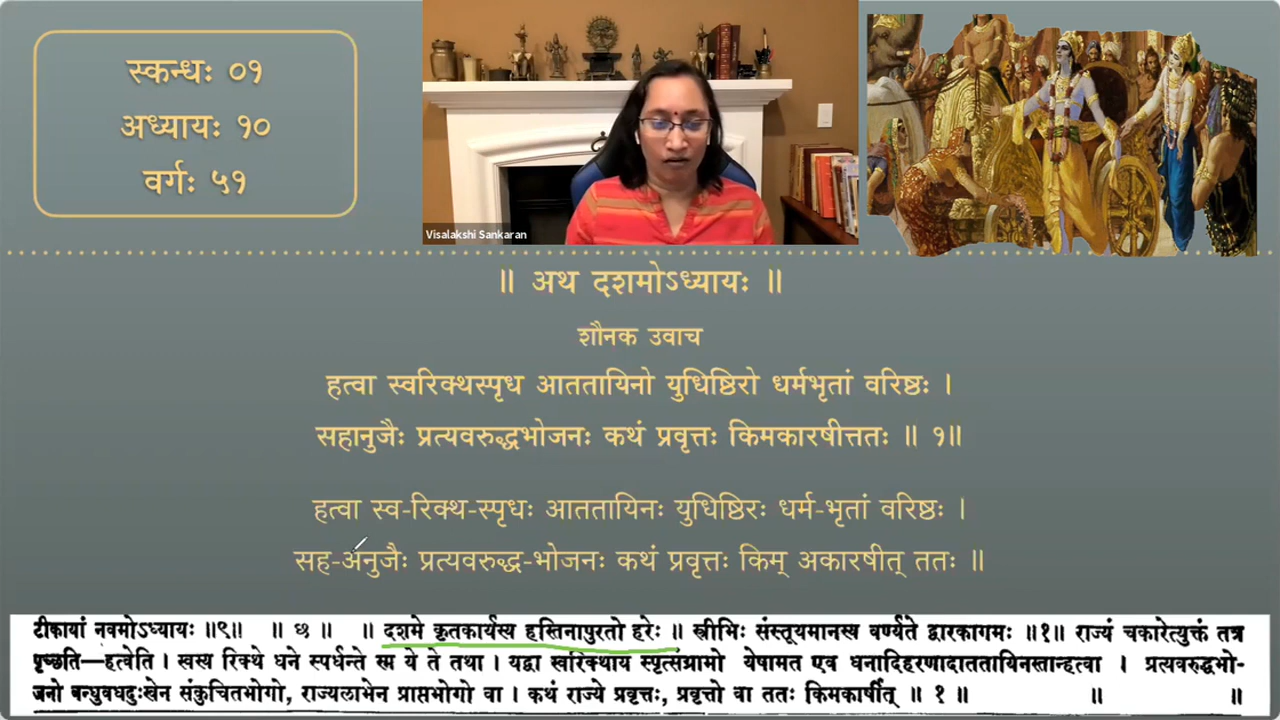 स्कन्धः ०१
अध्यायः १०
वर्गः ५१
Visalakshi Sankaran
॥ अथ दशमोऽध्यायः ॥
शौनक उवाच
हत्वा स्वरिक्थस्पृध आततायिनो युधिष्ठिरो धर्मभृतां वरिष्ठः ।
सहानुजैः प्रत्यवरुद्धभोजनः कथं प्रवृत्तः किमकारषीत्ततः ॥ १॥
हत्वा स्व-रिक्थ-स्पृधः आततायिनः युधिष्ठिरः धर्म-भृतां वरिष्ठः ।
सह-अनुजैः प्रत्यवरुद्ध-भोजनः कथं प्रवृत्तः किम् अकारषीत् ततः ॥
टीकायां नवमोऽध्यायः ॥९॥ ॥ छ ॥ ॥ दशमे कृतकार्यस्य हस्तिनापुरतो हरेः ॥ स्त्रीभिः संस्तूयमानस्य वर्ण्यते द्वारकागमः ॥१॥ राज्यं चकारेत्युक्तं तत्र
पृच्छति—हत्वेति । स्वस्य रिक्थे धने स्पर्धन्ते स्म ये ते तथा । यद्वा स्वरिक्थाय स्पृत्संग्रामो येषामत एव धनादिहरणादाततायिनस्तान्हत्वा । प्रत्यवरुद्धभो-
जनो बन्धुवधदुःखेन संकुचितभोगो, राज्यलाभेन प्राप्तभोगो वा । कथं राज्ये प्रवृत्तः, प्रवृत्तो वा ततः किमकार्षीत् ॥ १ ॥ ॥ ॥